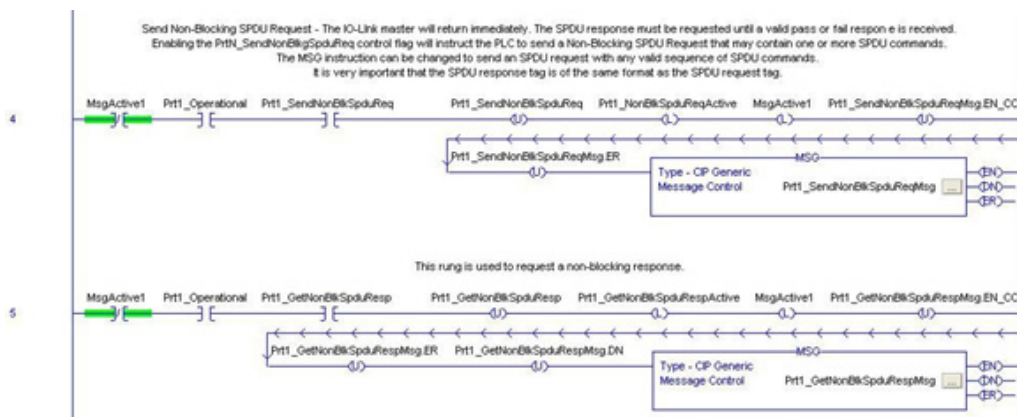 Send Non-Blocking SPDU Request - The IO-Link master will return immediately. The SPDU response must be requested until a valid pass or fail respon e is received.
Enabling the PrtN_SendNonBlkgSpduReq control flag will instruct the PLC to send a Non-Blocking SPDU Request that may contain one or more SPDU commands.
The MSG instruction can be changed to send an SPDU request with any valid sequence of SPDU commands.
It is very important that the SPDU response tag is of the same format as the SPDU request tag.
MsgActive1 Prt1_Operational Prt1_SendNonBlkSpduReq Prt1_SendNonBlkSpduReq Prt1_NonBlkSpduReqActive MsgActive1 Prt1_SendNonBlkSpduReqMsg.EN_CC
4
U L L U
Prt1_SendNonBlkSpduReqMsg.ER
U
MSG
Type - CIP Generic
Message Control Prt1_SendNonBlkSpduReqMsg ...
EN
DN
ER
This rung is used to request a non-blocking response.
MsgActive1 Prt1_Operational Prt1_GetNonBlkSpduResp Prt1_GetNonBlkSpduResp Prt1_GetNonBlkSpduRespActive MsgActive1 Prt1_GetNonBlkSpduRespMsg.EN_CC
5
U L L U
Prt1_GetNonBlkSpduRespMsg.ER Prt1_GetNonBlkSpduRespMsg.DN
U U
MSG
Type - CIP Generic
Message Control Prt1_GetNonBlkSpduRespMsg ...
EN
DN
ER